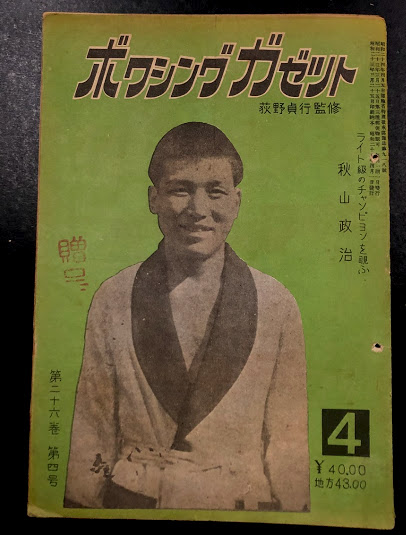 ボクシングガゼット
荻野貞行監修
ライト級のチャンピヨンを覗ふ、
秋山政治
贈呈
第二十六巻 第四号
4
¥40.00
地方43.00